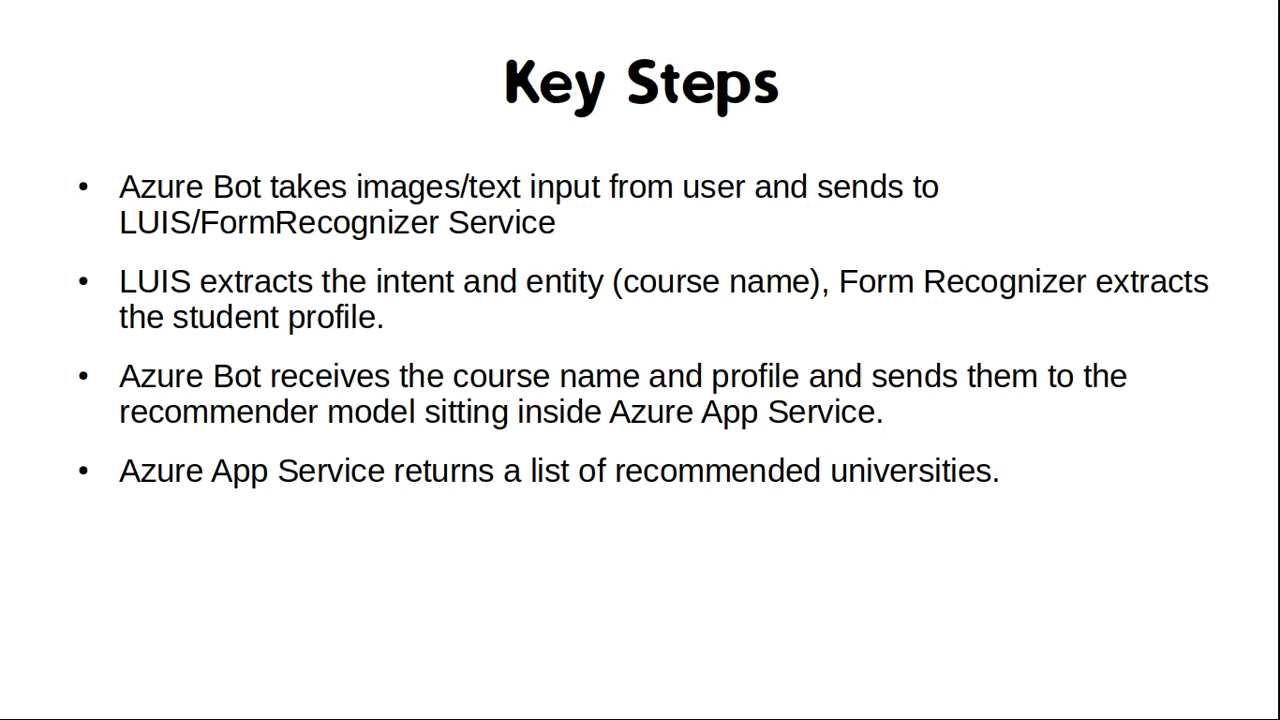 Key Steps
• Azure Bot takes images/text input from user and sends to
LUIS/FormRecognizer Service
• LUIS extracts the intent and entity (course name), Form Recognizer extracts
the student profile.
• Azure Bot receives the course name and profile and sends them to the
recommender model sitting inside Azure App Service.
• Azure App Service returns a list of recommended universities.